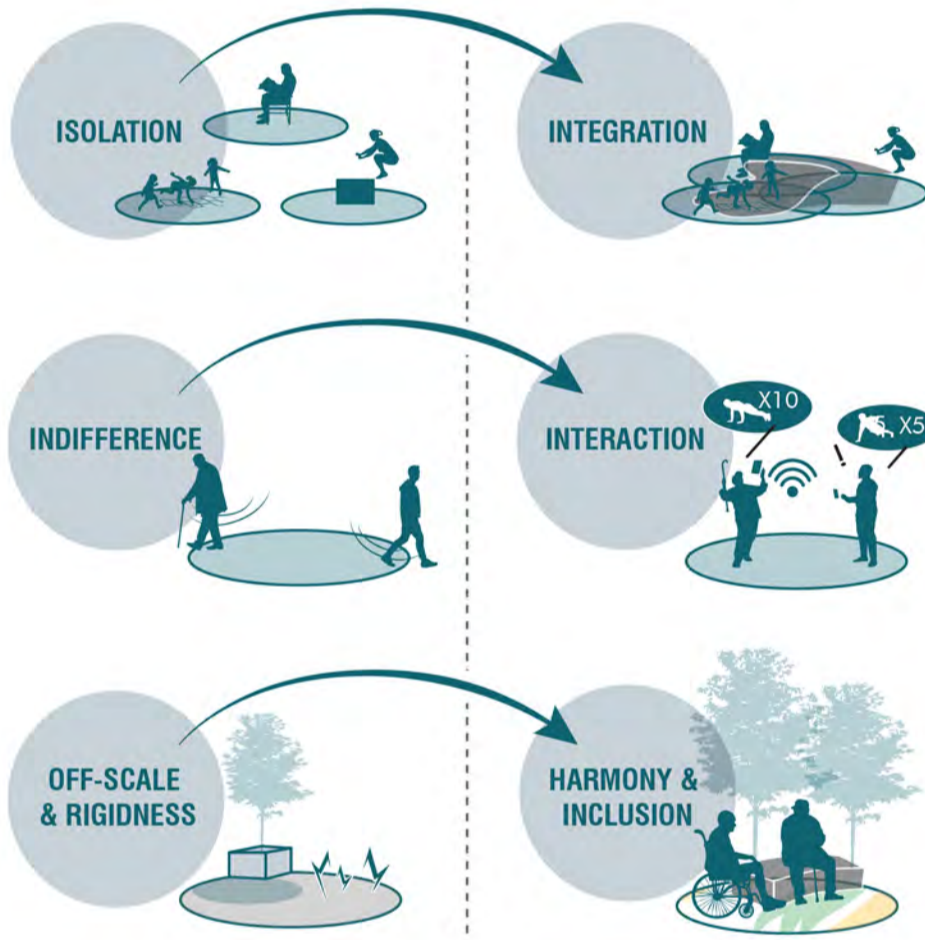 ISOLATION
INTEGRATION
INDIFFERENCE
INTERACTION
X10
X5
OFF-SCALE
& RIGIDNESS
HARMONY &
INCLUSION